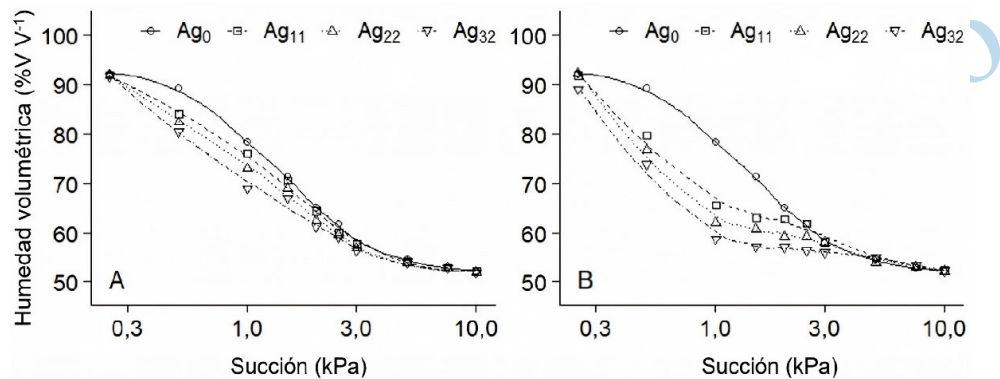 Humedad volumétrica (%V V⁻¹)
100
90
80
70
60
50
Ag₀ Ag₁₁ Ag₂₂ Ag₃₂
A
0,3 1,0 3,0 10,0
Succión (kPa)
100
90
80
70
60
50
Ag₀ Ag₁₁ Ag₂₂ Ag₃₂
B
0,3 1,0 3,0 10,0
Succión (kPa)